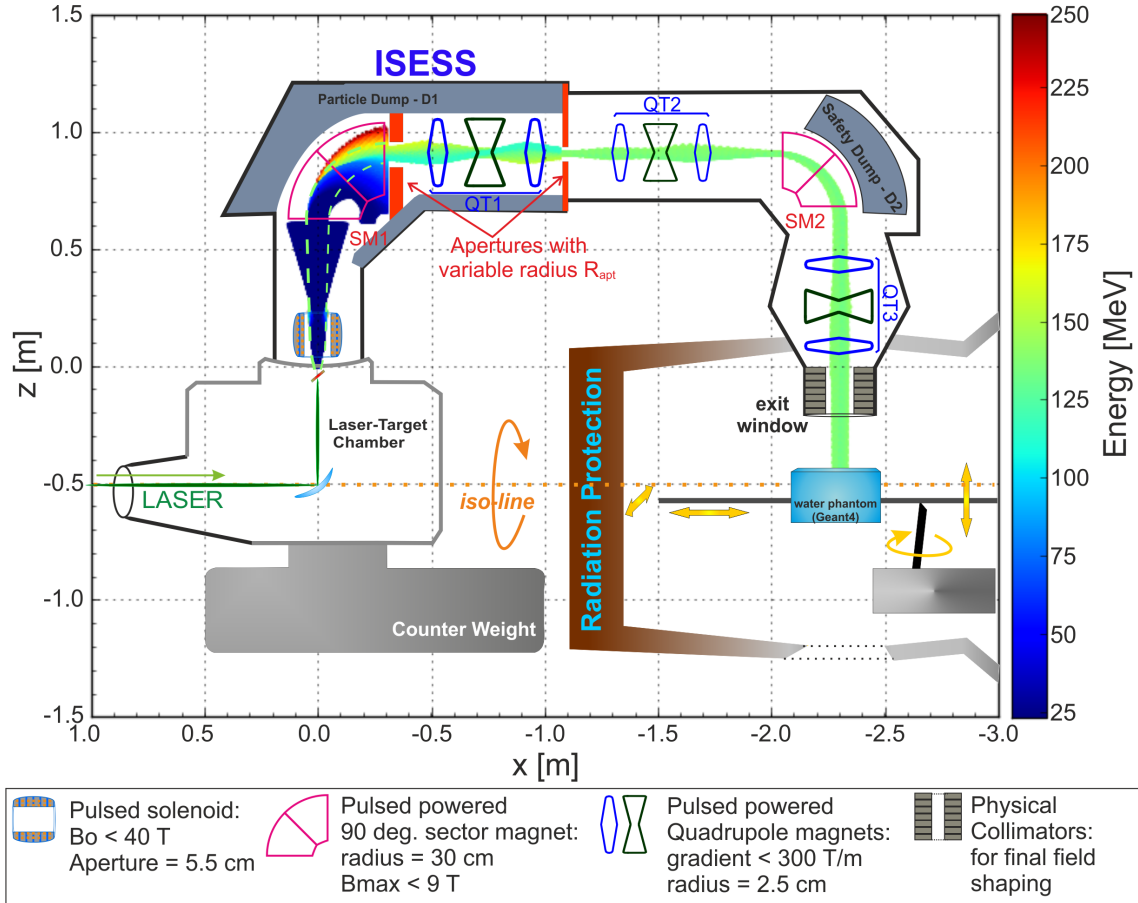 ISESS
Particle Dump - D1
QT1
QT2
SM1
Apertures with
variable radius Rapt
Safety Dump - D2
SM2
QT3
exit
window
Laser-Target
Chamber
LASER
iso-line
Radiation Protection
water phantom
(Geant4)
Counter Weight
z [m]
1.5
1.0
0.5
0.0
-0.5
-1.0
-1.5
1.0
0.5
0.0
-0.5
-1.0
-1.5
-2.0
-2.5
-3.0
x [m]
Energy [MeV]
250
225
200
175
150
125
100
75
50
25
Pulsed solenoid:
Bo < 40 T
Aperture = 5.5 cm
Pulsed powered
90 deg. sector magnet:
radius = 30 cm
Bmax < 9 T
Pulsed powered
Quadrupole magnets:
gradient < 300 T/m
radius = 2.5 cm
Physical
Collimators:
for final field
shaping